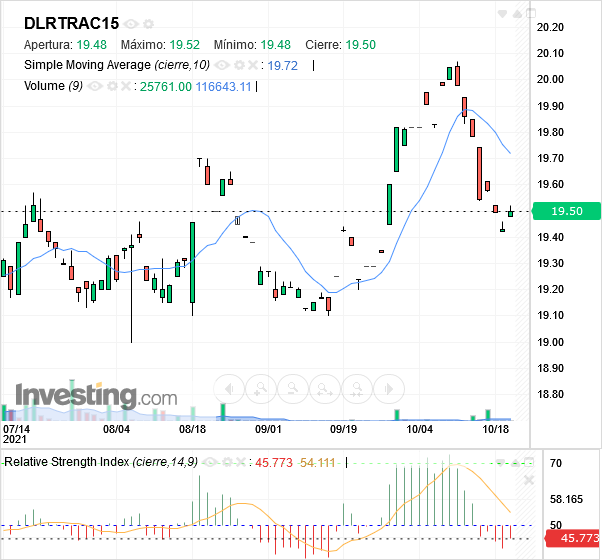 DLRTRAC15
Apertura: 19.48 Máximo: 19.52 Mínimo: 19.48 Cierre: 19.50
Simple Moving Average (cierre,10) : 19.72
Volume (9) : 25761.00 116643.11
20.20
20.10
20.00
19.90
19.80
19.70
19.60
19.50
19.40
19.30
19.20
19.10
19.00
18.90
18.80
Investing.com
07/14 08/04 08/18 09/01 09/19 10/04 10/18
2021
Relative Strength Index (cierre,14,9) : 45.773 54.111
70
58.165
50
45.773